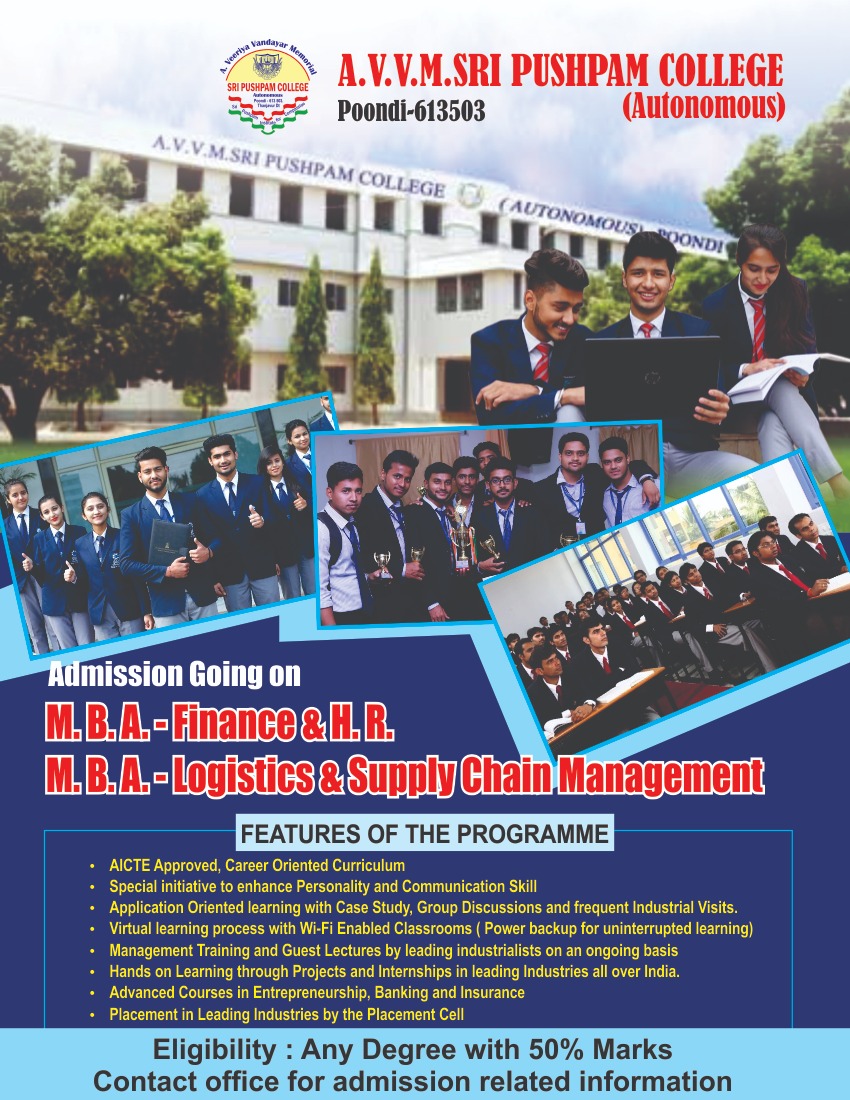 A. Veeriya Vandayar Memorial
SRI PUSHPAM COLLEGE
Autonomous
Poondi - 613 503
Thanjavur Dt
A.V.V.M.SRI PUSHPAM COLLEGE
Poondi-613503
(Autonomous)
A.V.V.M.SRI PUSHPAM COLLEGE (AUTONOMOUS) POONDI
Admission Going on
M. B. A. - Finance & H. R.
M. B. A. - Logistics & Supply Chain Management
FEATURES OF THE PROGRAMME
• AICTE Approved, Career Oriented Curriculum
• Special initiative to enhance Personality and Communication Skill
• Application Oriented learning with Case Study, Group Discussions and frequent Industrial Visits.
• Virtual learning process with Wi-Fi Enabled Classrooms ( Power backup for uninterrupted learning)
• Management Training and Guest Lectures by leading industrialists on an ongoing basis
• Hands on Learning through Projects and Internships in leading Industries all over India.
• Advanced Courses in Entrepreneurship, Banking and Insurance
• Placement in Leading Industries by the Placement Cell
Eligibility : Any Degree with 50% Marks
Contact office for admission related information